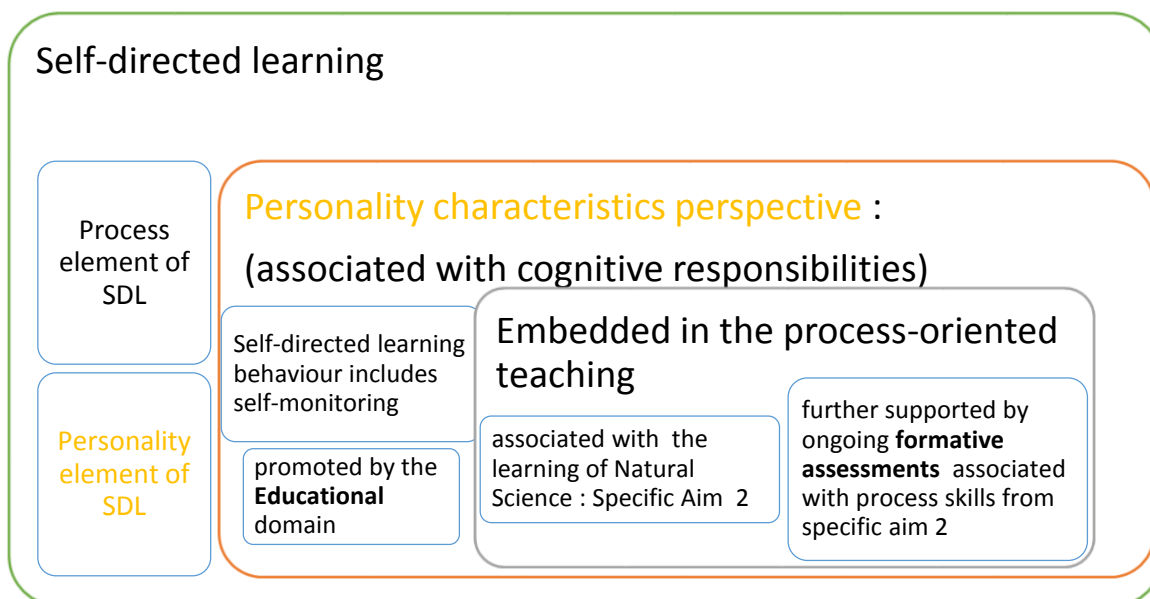 Self-directed learning
Process
element of
SDL
Personality
element of
SDL
Personality characteristics perspective :
(associated with cognitive responsibilities)
Self-directed learning
behaviour includes
self-monitoring
promoted by the
Educational
domain
Embedded in the process-oriented
teaching
associated with the
learning of Natural
Science : Specific Aim 2
further supported by
ongoing formative
assessments associated
with process skills from
specific aim 2